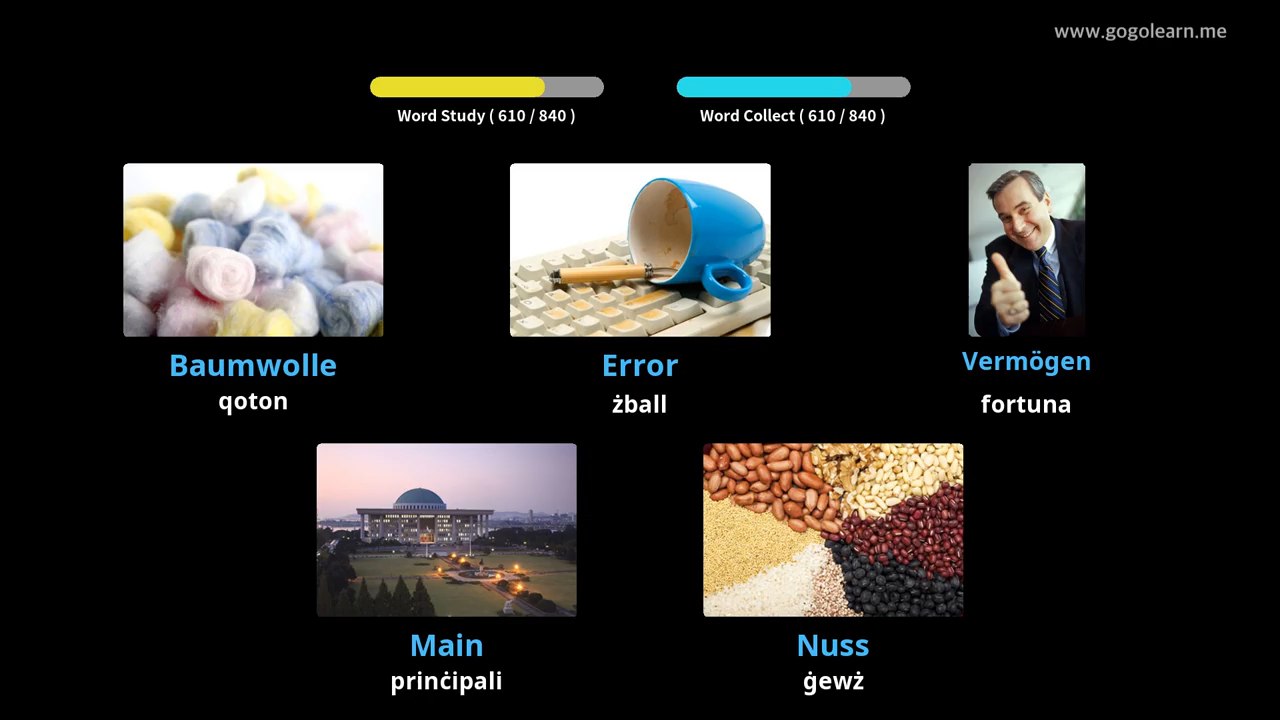 www.gogolearn.me
Word Study ( 610 / 840 )
Word Collect ( 610 / 840 )
Baumwolle
qoton
Error
żball
Vermögen
fortuna
Main
prinċipali
Nuss
ġewż